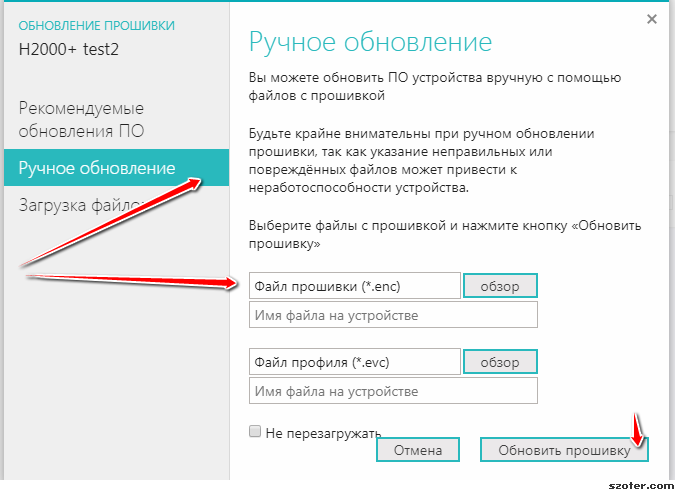 ОБНОВЛЕНИЕ ПРОШИВКИ
H2000+ test2
Рекомендуемые
обновления ПО
Ручное обновление
Загрузка файлов
Ручное обновление
Вы можете обновить ПО устройства вручную с помощью
файлов с прошивкой
Будьте крайне внимательны при ручном обновлении
прошивки, так как указание неправильных или
повреждённых файлов может привести к
неработоспособности устройства.
Выберите файлы с прошивкой и нажмите кнопку «Обновить
прошивку»
Файл прошивки (*.enc) обзор
Имя файла на устройстве
Файл профиля (*.evc) обзор
Имя файла на устройстве
Не перезагружать
Отмена Обновить прошивку
szoter.com